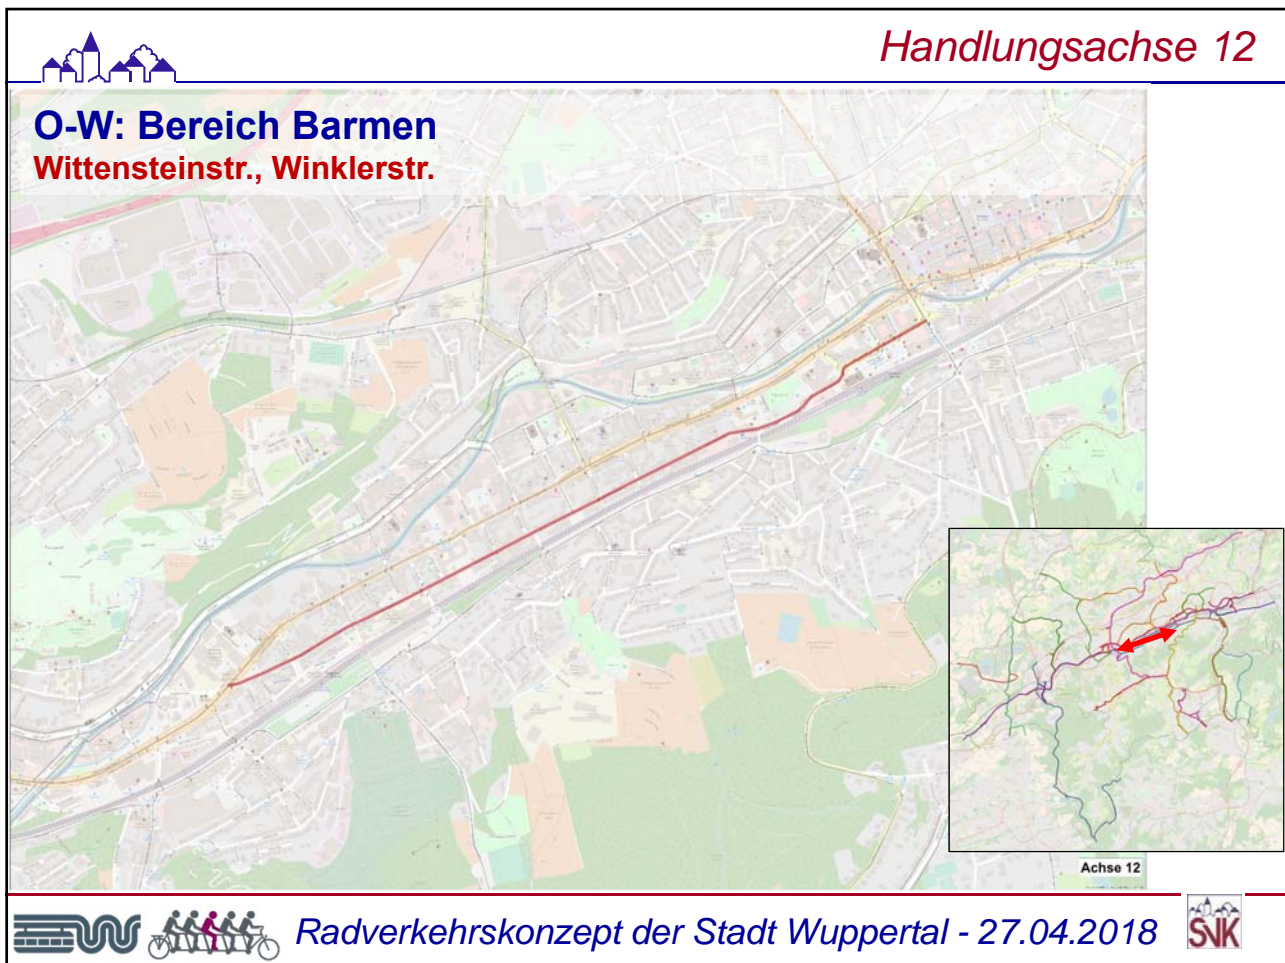 Handlungsachse 12
O-W: Bereich Barmen
Wittensteinstr., Winklerstr.
Achse 12
Radverkehrskonzept der Stadt Wuppertal - 27.04.2018
SVK